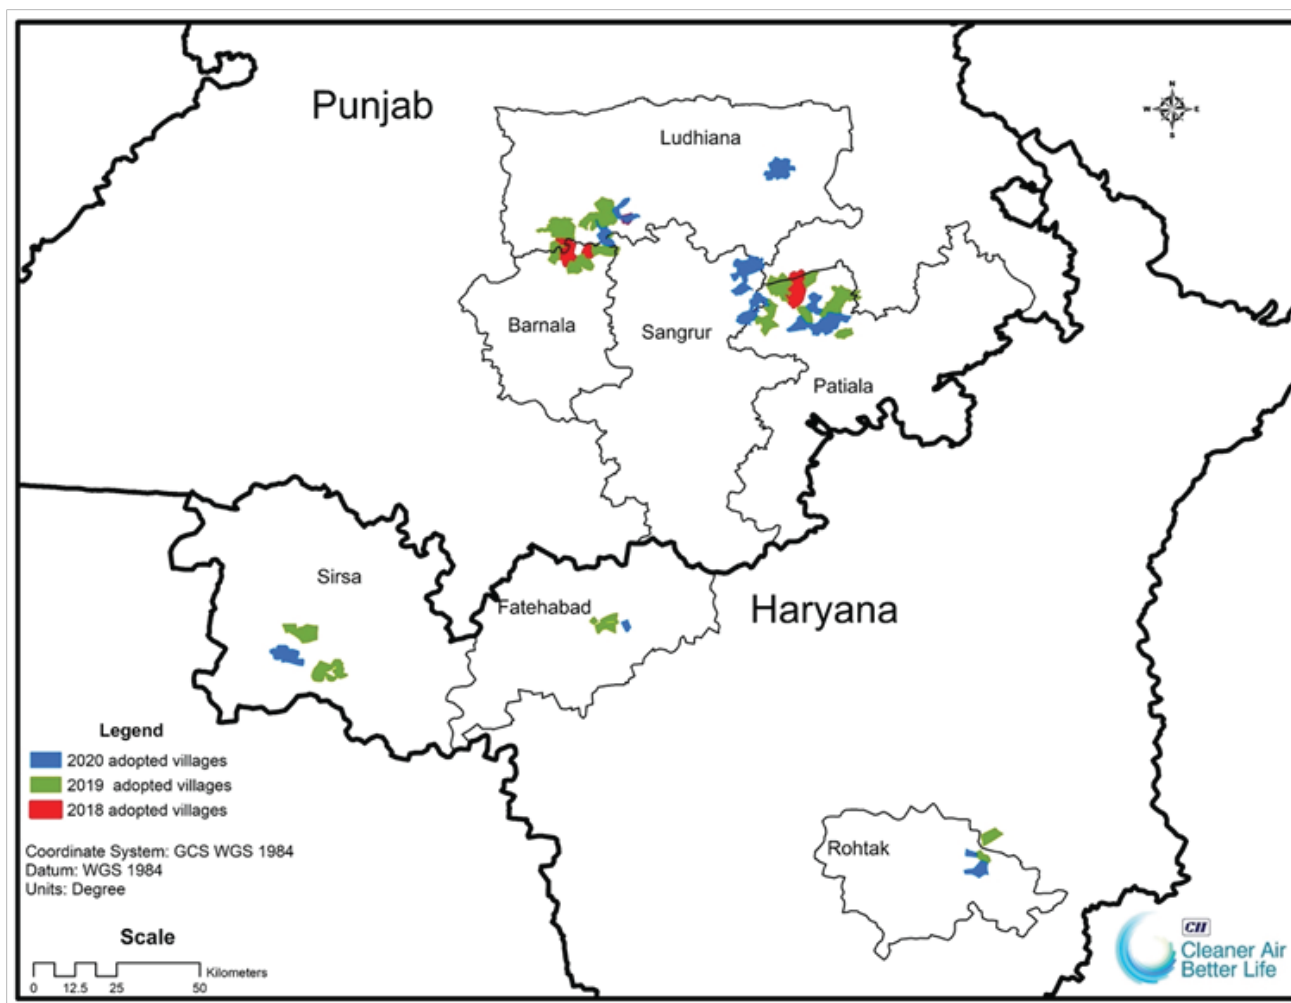 Punjab
Ludhiana
N
W E
S
Barnala
Sangrur
Patiala
Sirsa
Fatehabad
Haryana
Legend
2020 adopted villages
2019 adopted villages
2018 adopted villages
Rohtak
Coordinate System: GCS WGS 1984
Datum: WGS 1984
Units: Degree
Scale
Kilometers
0 12.5 25 50
CII
Cleaner Air
Better Life